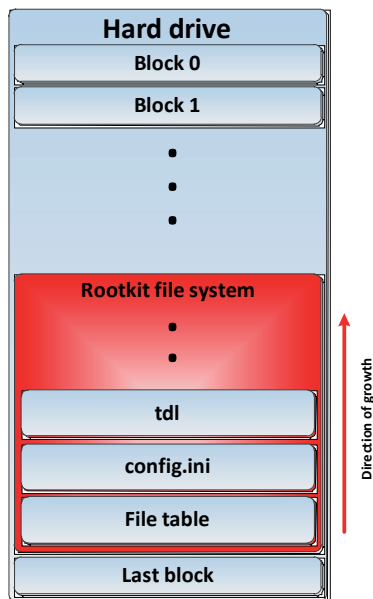 Hard drive
Block 0
Block 1
Rootkit file system
tdl
config.ini
File table
Last block
Direction of growth